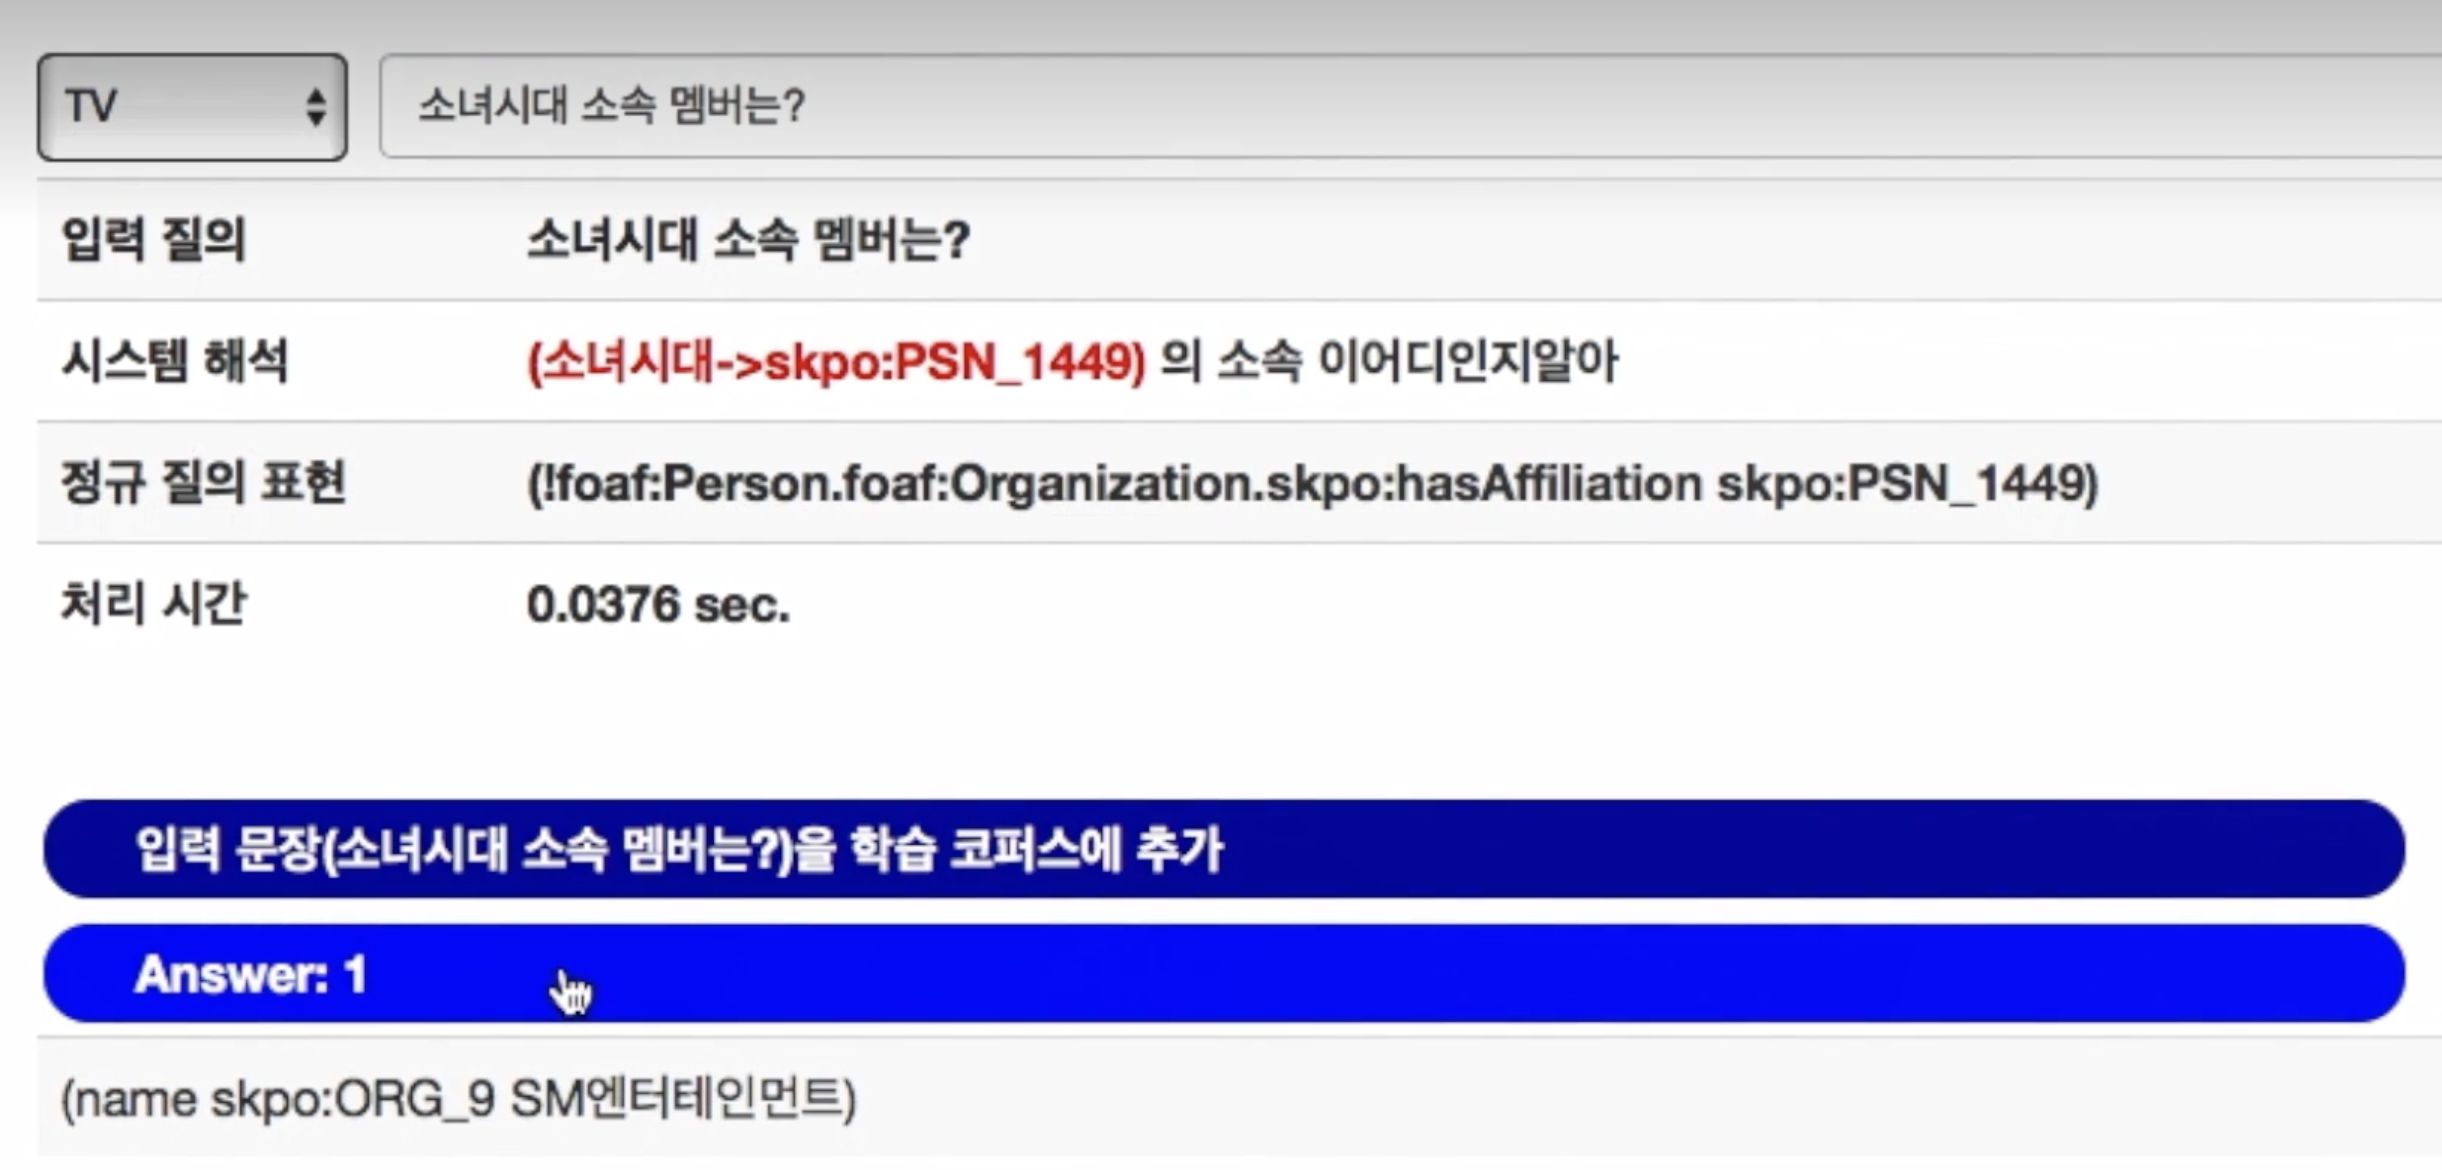 TV 소녀시대 소속 멤버는?
입력 질의 소녀시대 소속 멤버는?
시스템 해석 (소녀시대->skpo:PSN_1449) 의 소속 이어디인지알아
정규 질의 표현 (!foaf:Person.foaf:Organization.skpo:hasAffiliation skpo:PSN_1449)
처리 시간 0.0376 sec.
입력 문장(소녀시대 소속 멤버는?)을 학습 코퍼스에 추가
Answer: 1
(name skpo:ORG_9 SM엔터테인먼트)